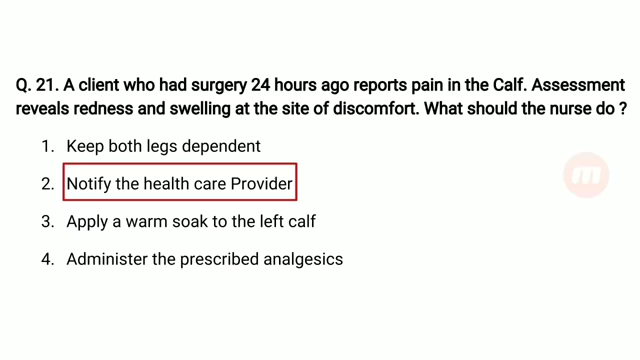 Q. 21. A client who had surgery 24 hours ago reports pain in the Calf. Assessment
reveals redness and swelling at the site of discomfort. What should the nurse do ?
1. Keep both legs dependent
2. Notify the health care Provider
3. Apply a warm soak to the left calf
4. Administer the prescribed analgesics
m